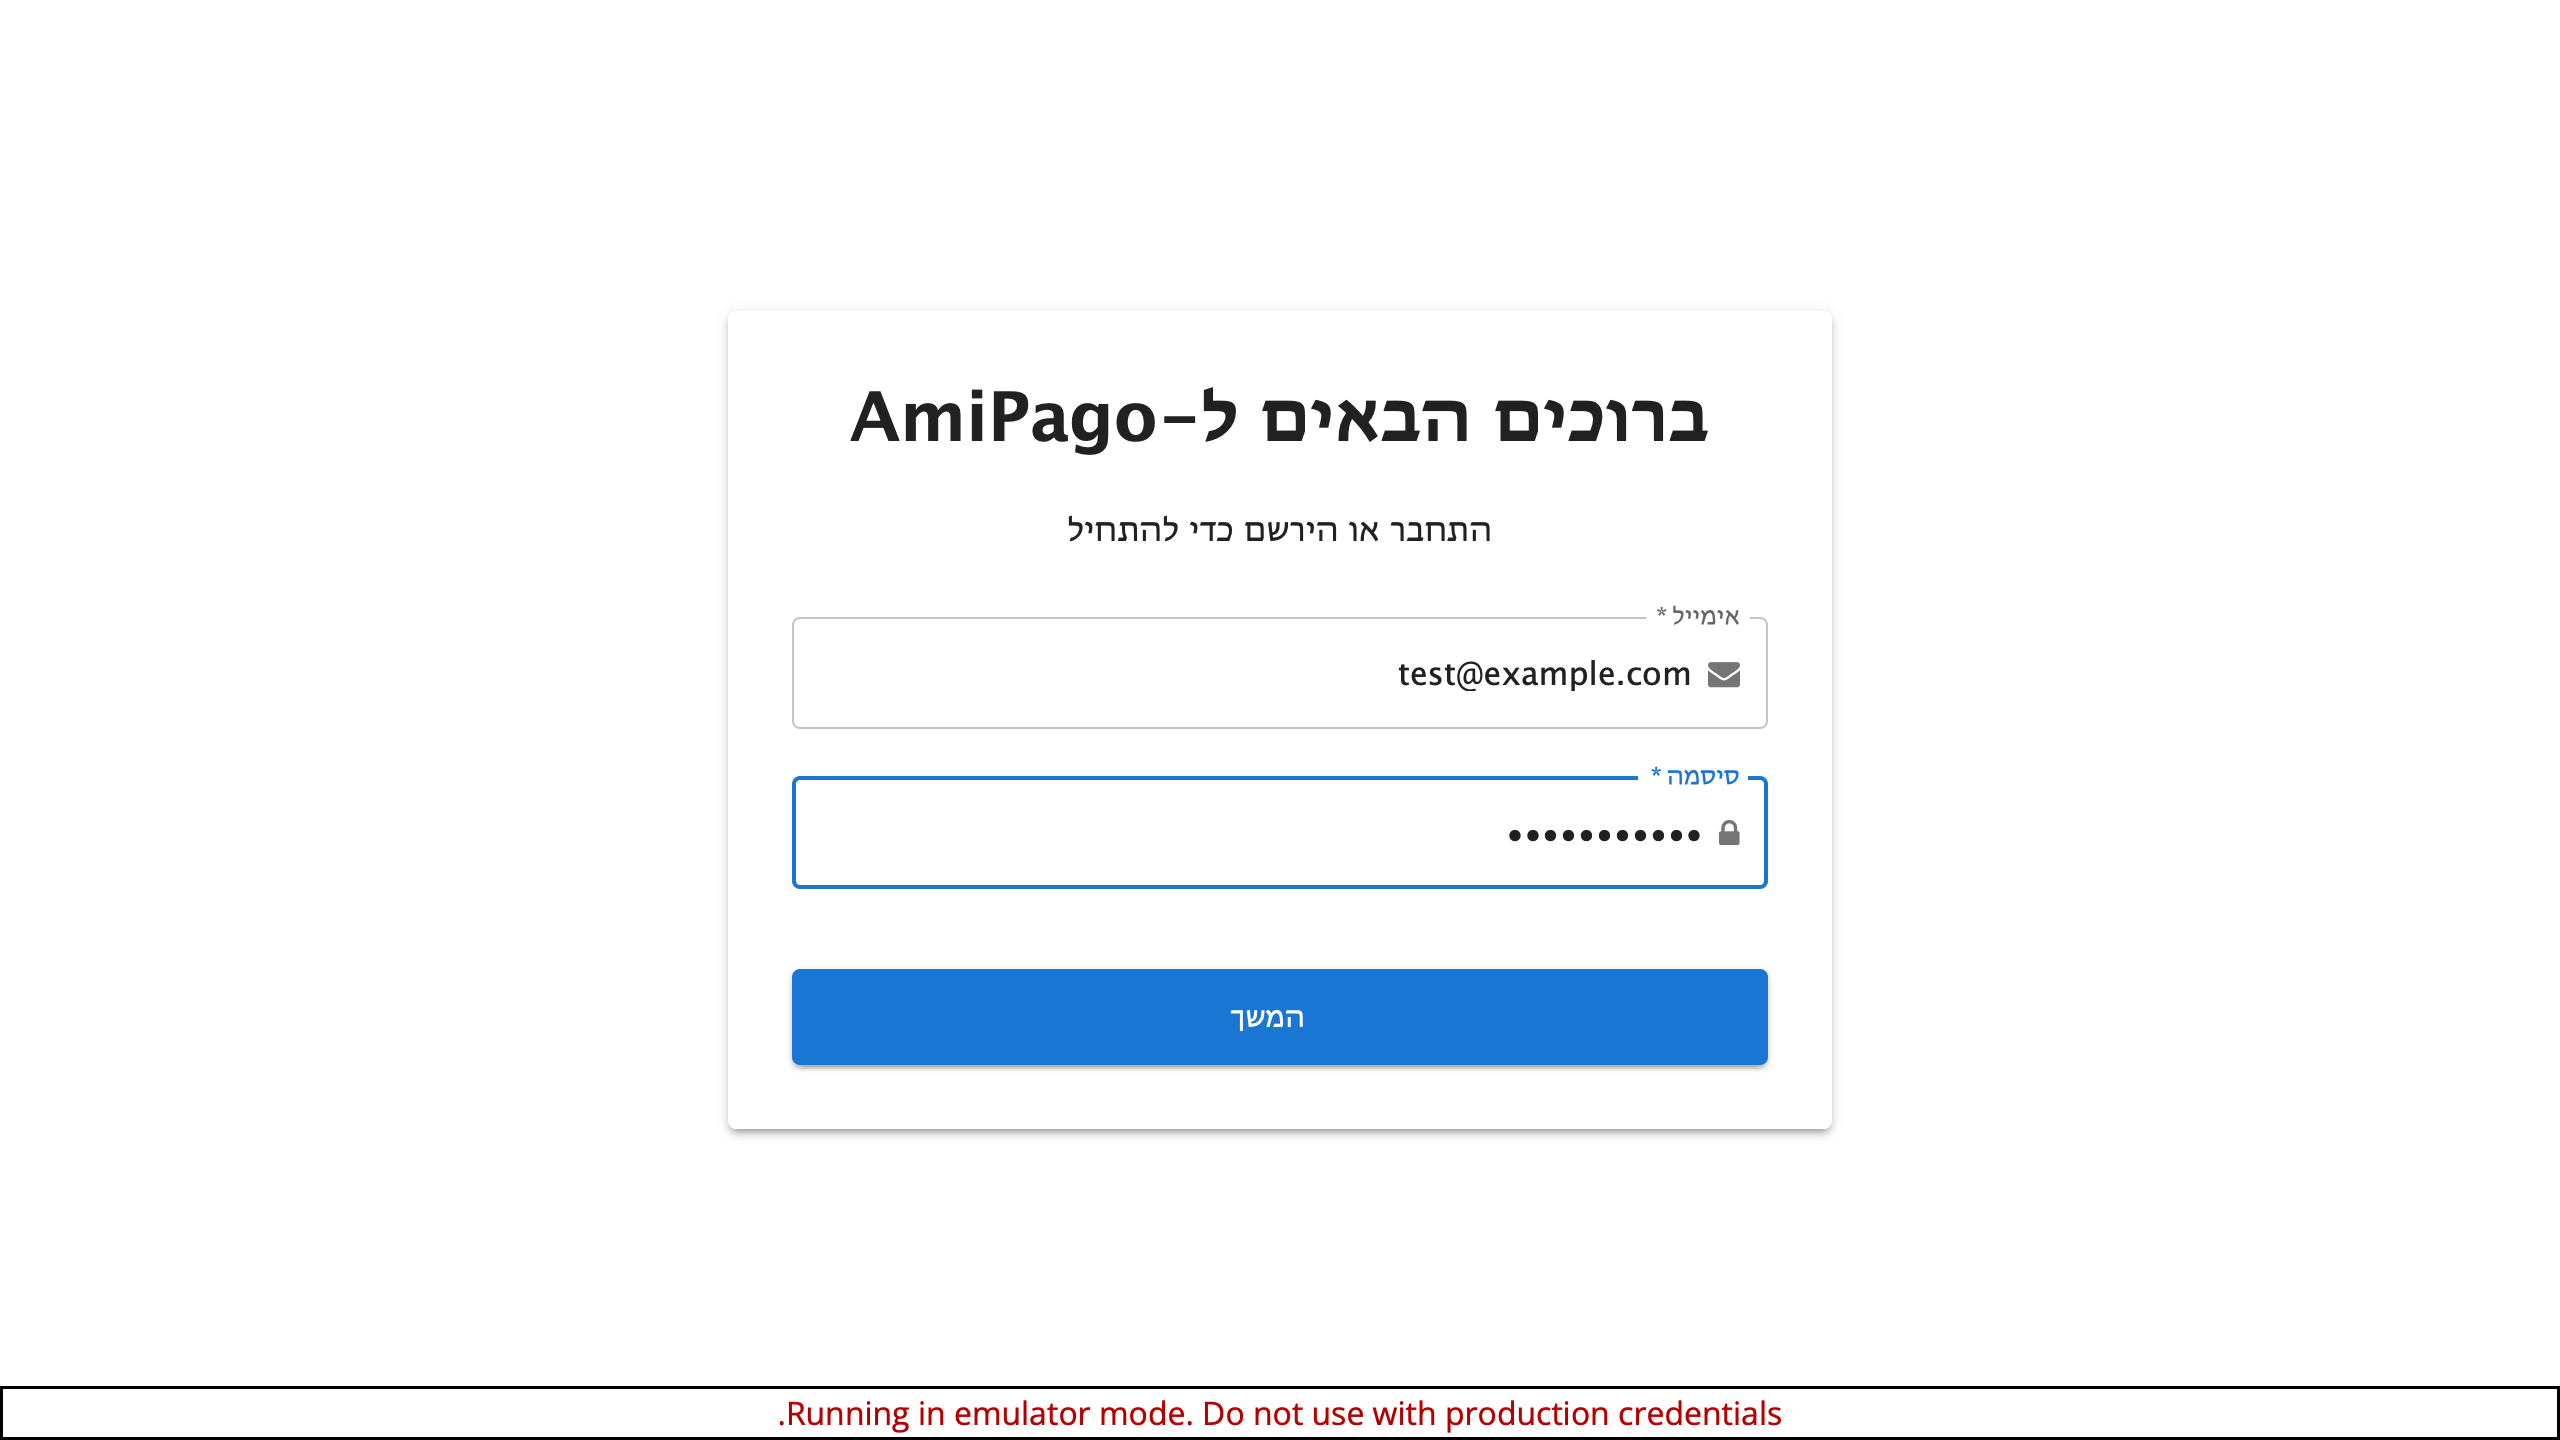 ברוכים הבאים ל-AmiPago
התחבר או הירשם כדי להתחיל
אימייל *
test@example.com
סיסמה *
•••••••••••
המשך
Running in emulator mode. Do not use with production credentials.